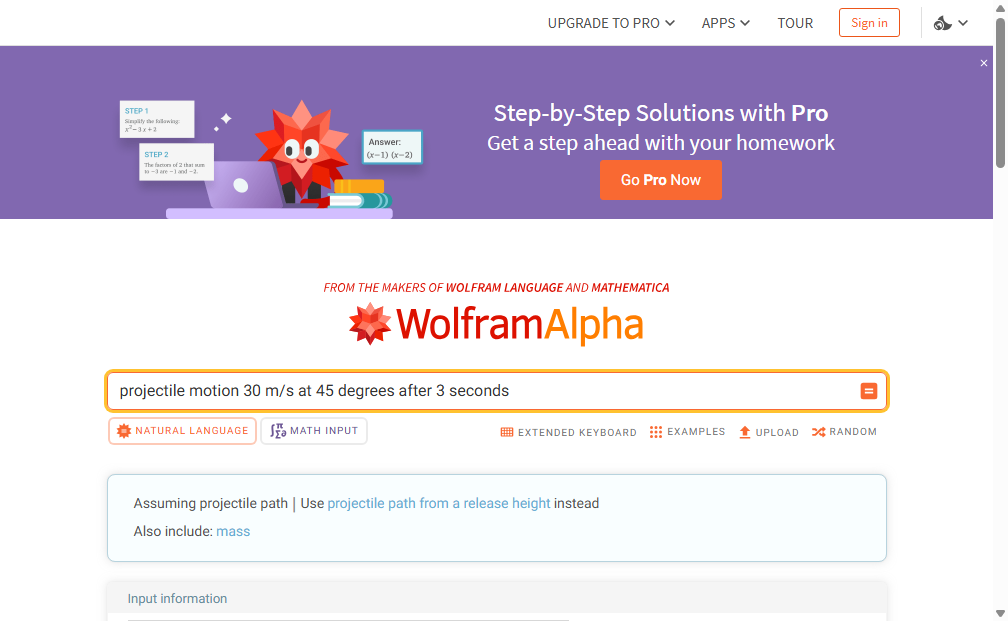 UPGRADE TO PRO APPS TOUR Sign in
×
STEP 1
Simplify the following:
x²−3 x + 2
STEP 2
The factors of 2 that sum
to −3 are −1 and −2.
Answer:
(x−1) (x−2)
Step-by-Step Solutions with Pro
Get a step ahead with your homework
Go Pro Now
FROM THE MAKERS OF WOLFRAM LANGUAGE AND MATHEMATICA
WolframAlpha
projectile motion 30 m/s at 45 degrees after 3 seconds
NATURAL LANGUAGE MATH INPUT EXTENDED KEYBOARD EXAMPLES UPLOAD RANDOM
Assuming projectile path | Use projectile path from a release height instead
Also include: mass
Input information